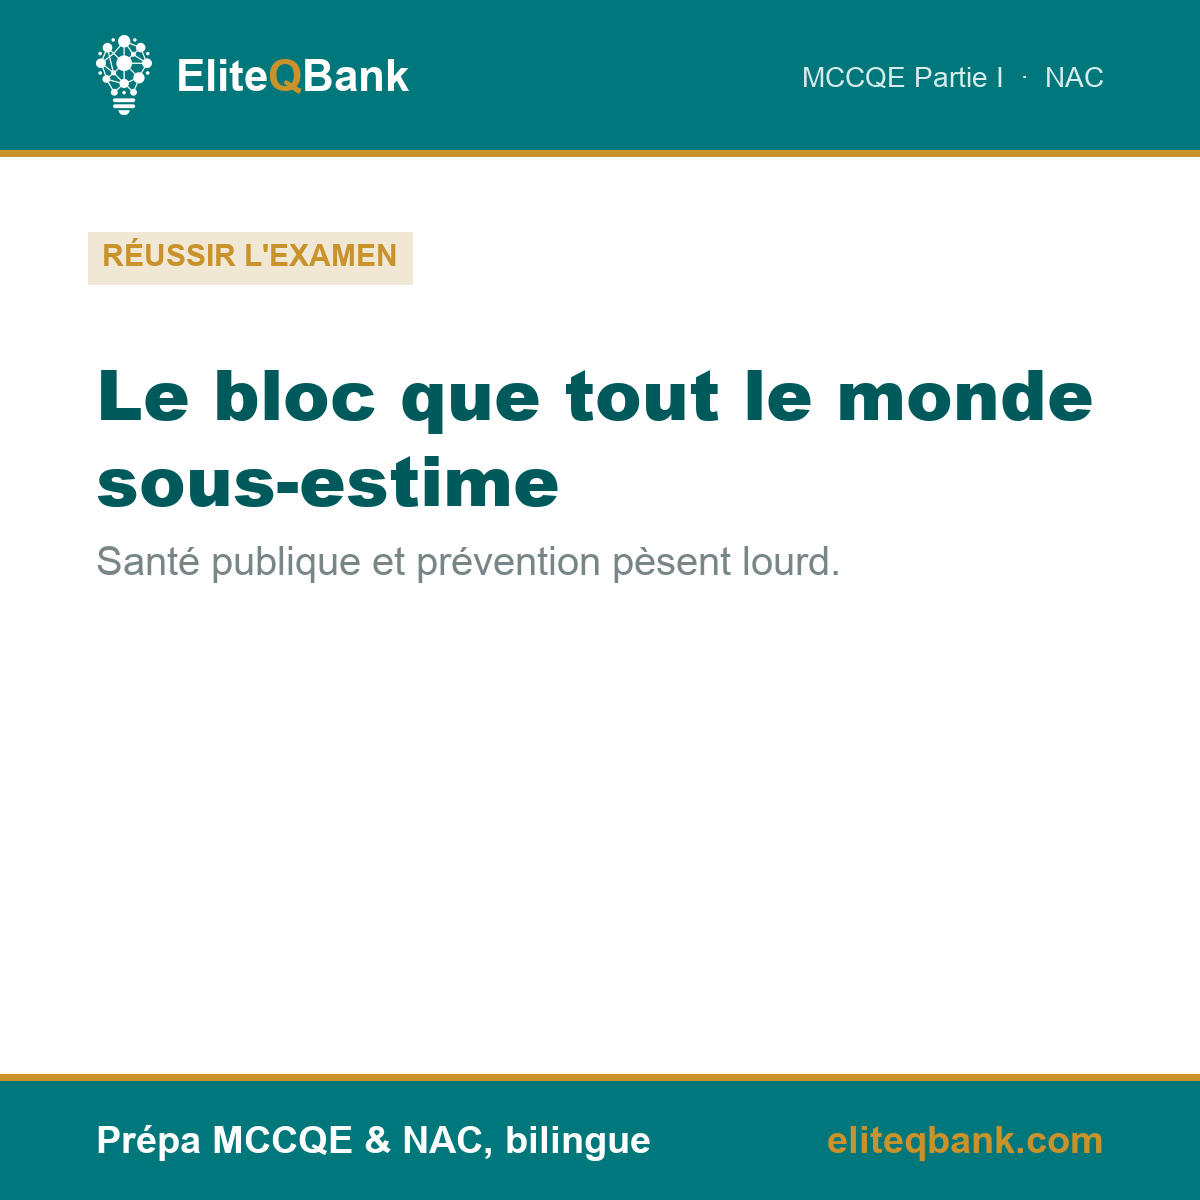 EliteQBank
MCCQE Partie I · NAC
RÉUSSIR L'EXAMEN
Le bloc que tout le monde
sous-estime
Santé publique et prévention pèsent lourd.
Prépa MCCQE & NAC, bilingue
eliteqbank.com